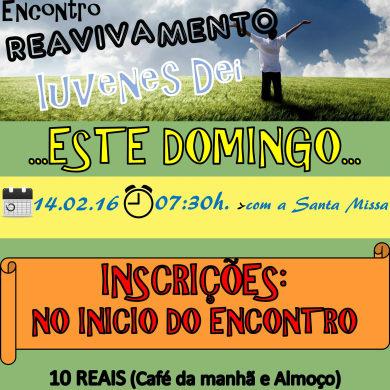 Encontro
REAVIVAMENTO
Iuvenes Dei
...ESTE DOMINGO...
14.02.16 07:30h. >com a Santa Missa
INSCRIÇÕES:
NO INICIO DO ENCONTRO
10 REAIS (Café da manhã e Almoço)